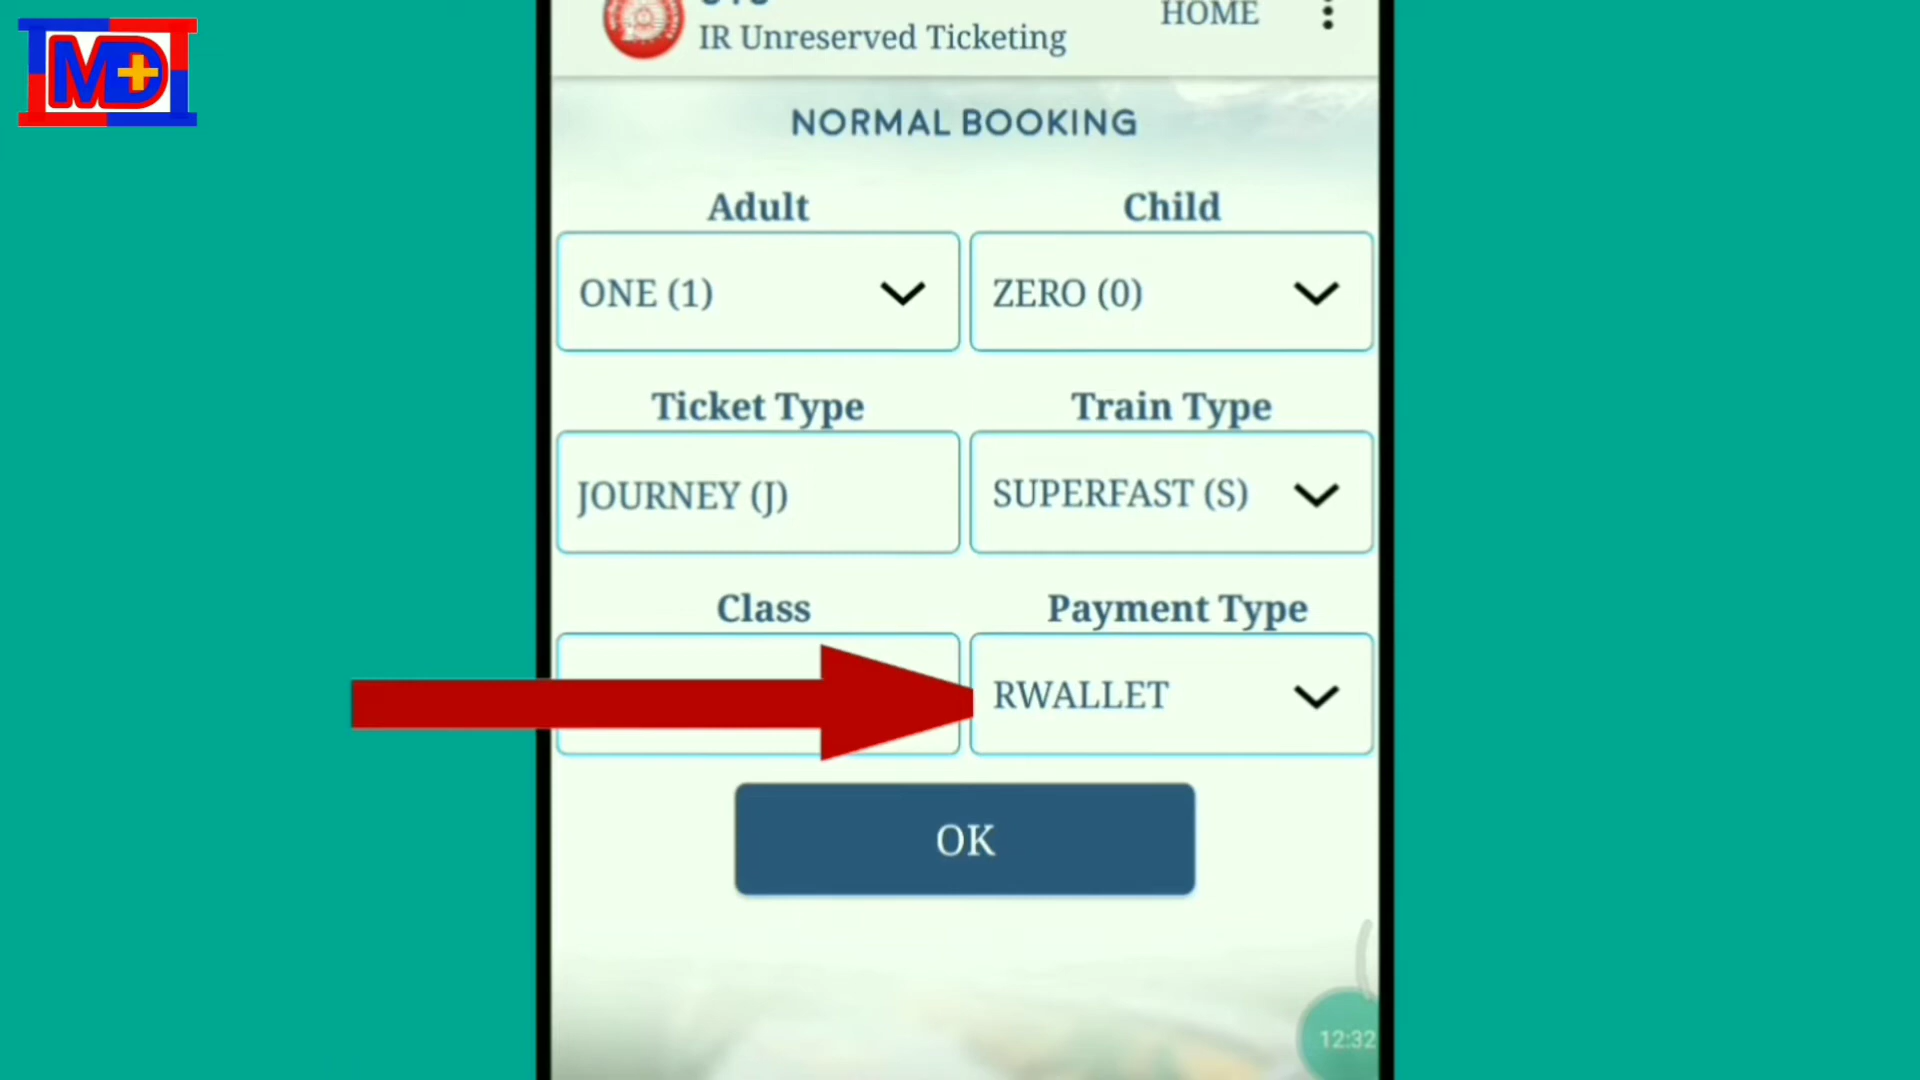 MD+
IR Unreserved Ticketing
HOME
NORMAL BOOKING
Adult
Child
ONE (1)
ZERO (0)
Ticket Type
Train Type
JOURNEY (J)
SUPERFAST (S)
Class
Payment Type
RWALLET
OK
12:32